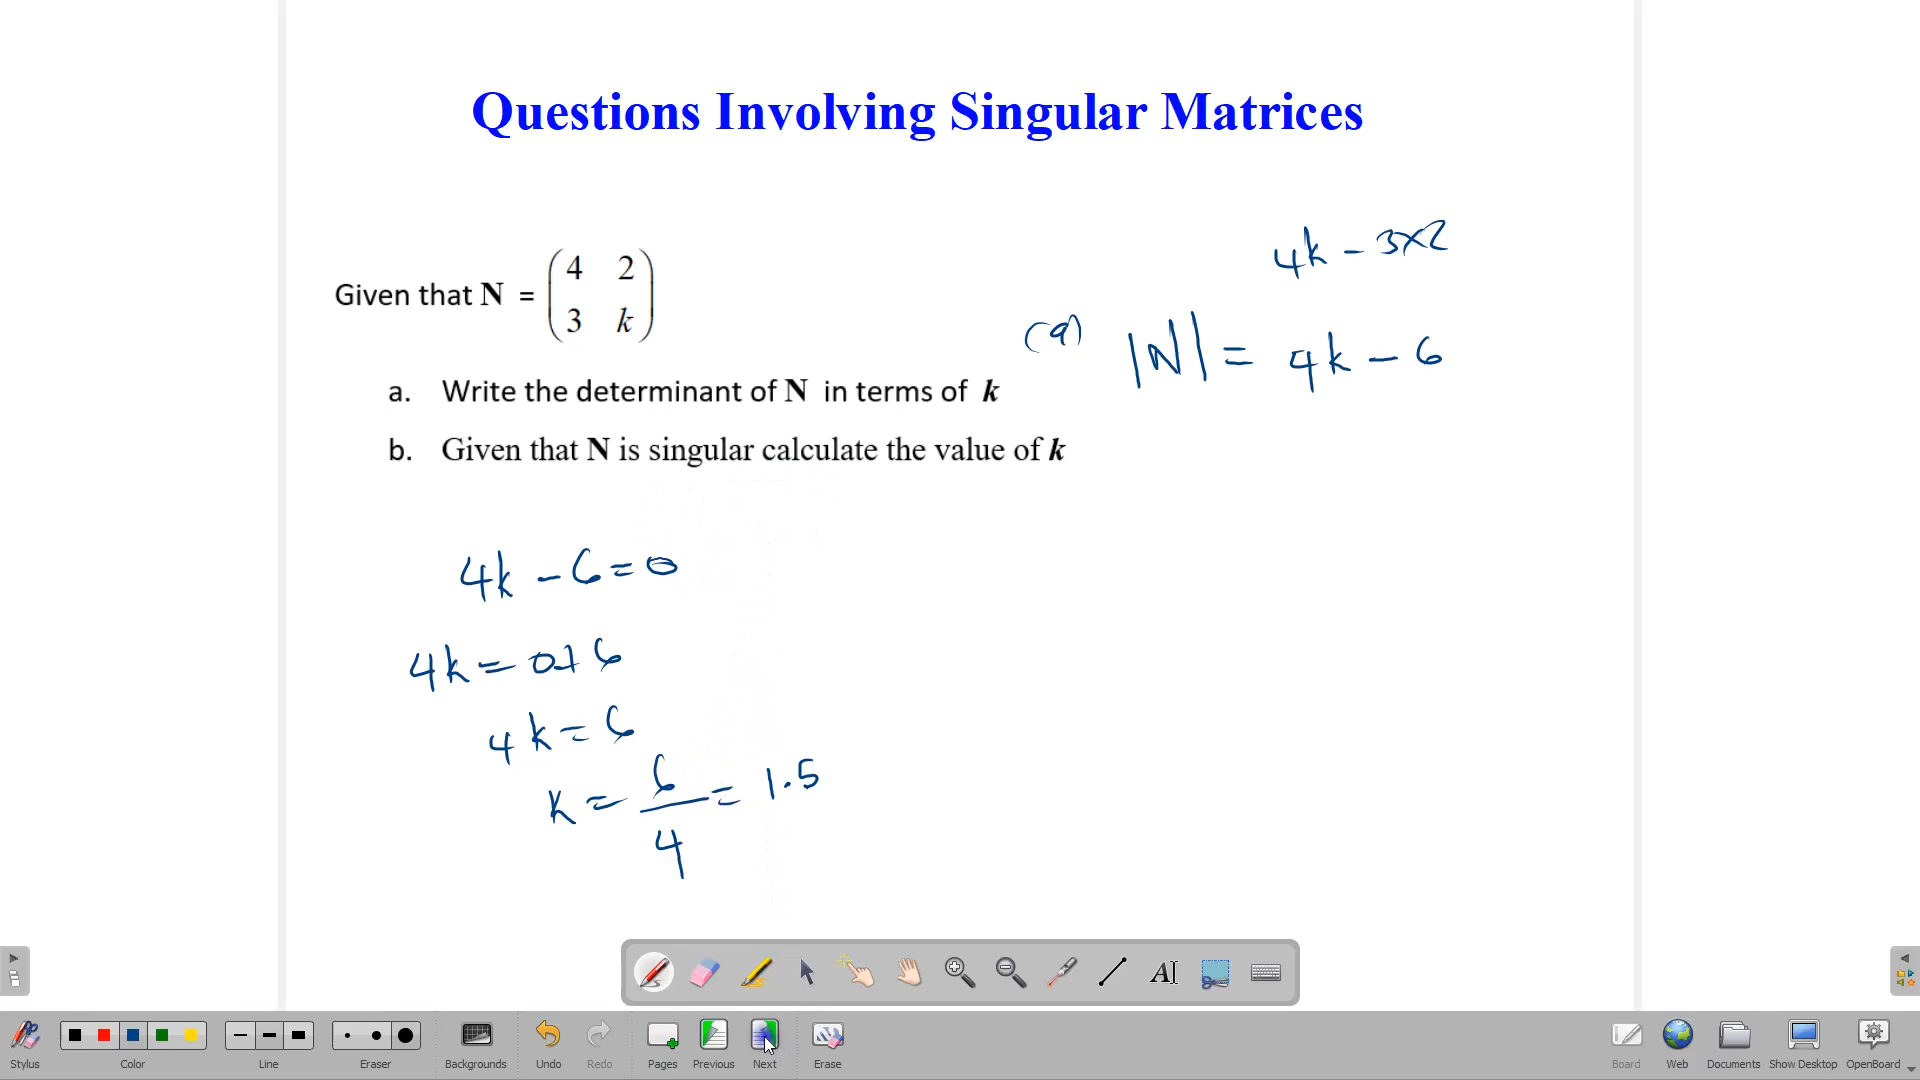 Questions Involving Singular Matrices
Given that N = (4 2
3 k)
a. Write the determinant of N in terms of k
b. Given that N is singular calculate the value of k
4k - 3x2
(a) |N| = 4k - 6
4k - 6 = 0
4k = 0+6
4k = 6
k = 6/4 = 1.5
AI
Stylus
Color
Line
Eraser
Backgrounds
Undo
Redo
Pages
Previous
Next
Erase
Board
Web
Documents
Show Desktop
OpenBoard